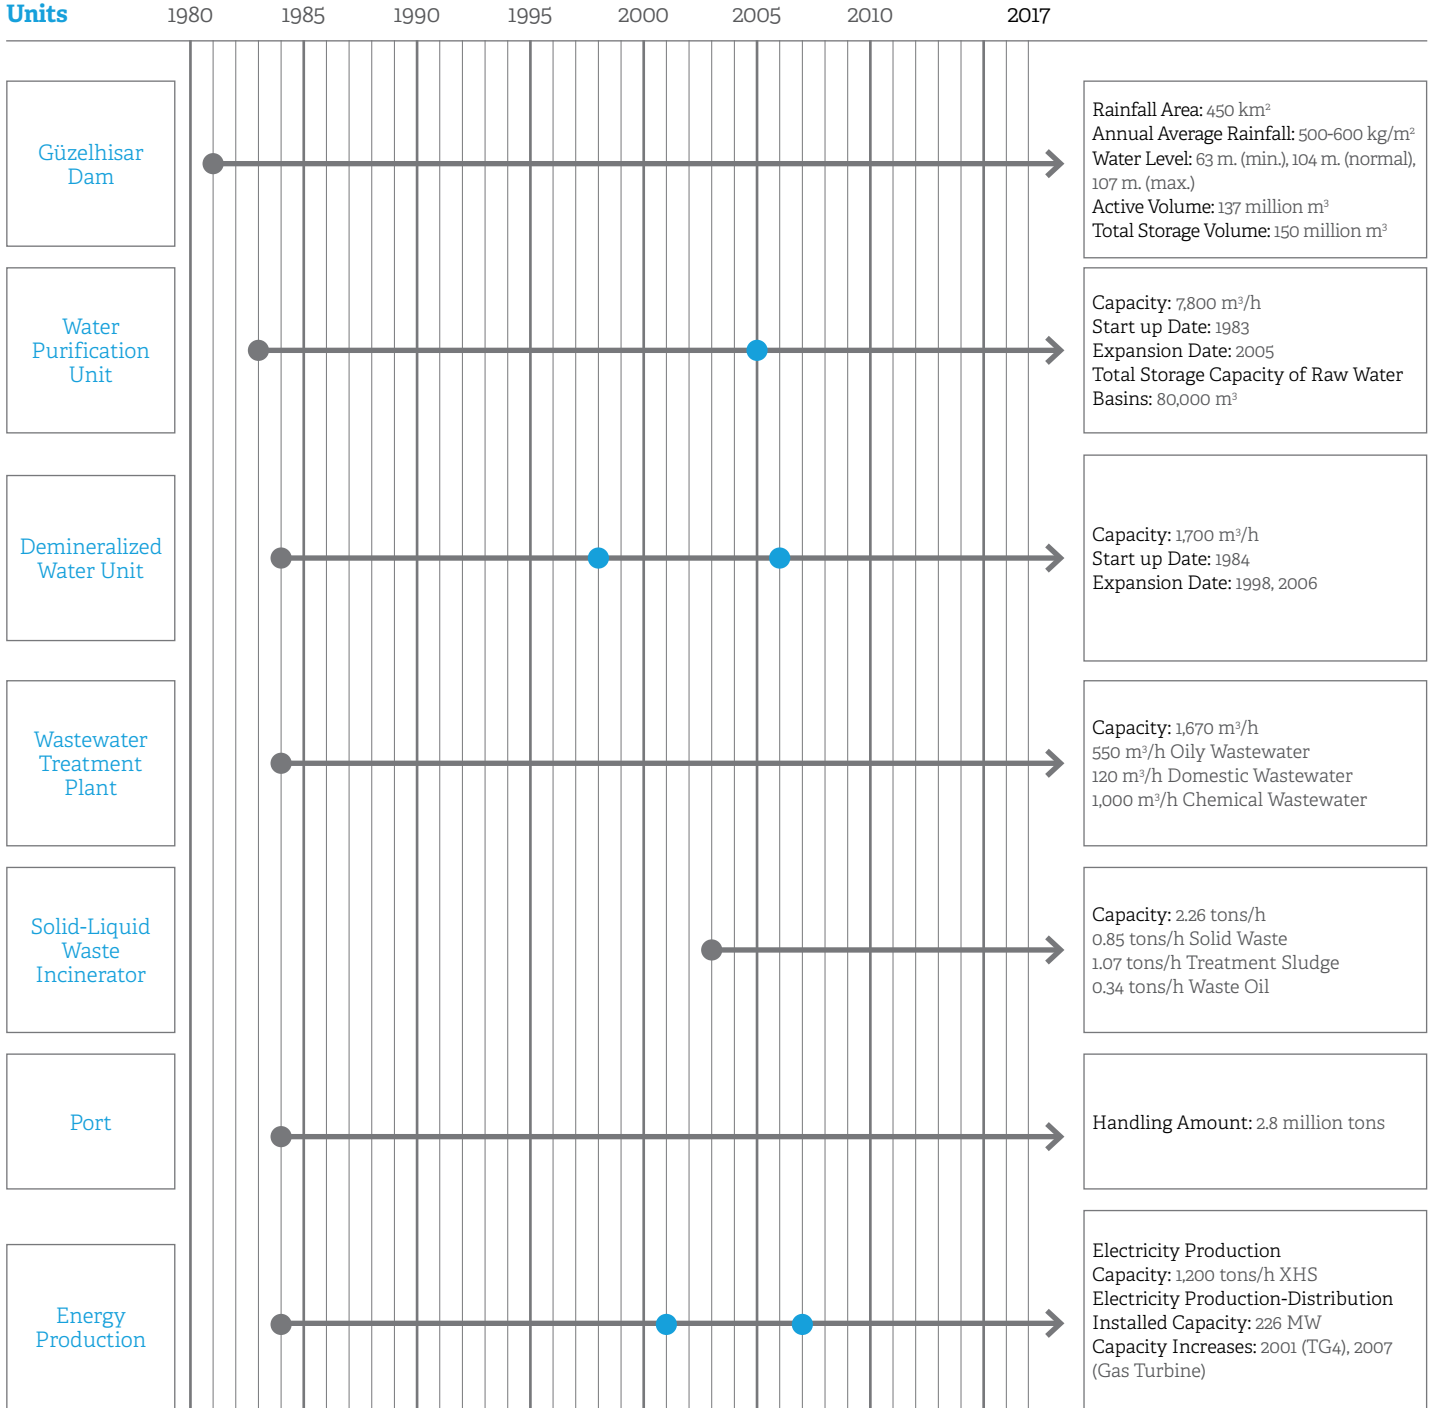 Units 1980 1985 1990 1995 2000 2005 2010 2017
Güzelhisar
Dam
Rainfall Area: 450 km²
Annual Average Rainfall: 500-600 kg/m²
Water Level: 63 m. (min.), 104 m. (normal),
107 m. (max.)
Active Volume: 137 million m³
Total Storage Volume: 150 million m³
Water
Purification
Unit
Capacity: 7,800 m³/h
Start up Date: 1983
Expansion Date: 2005
Total Storage Capacity of Raw Water
Basins: 80,000 m³
Demineralized
Water Unit
Capacity: 1,700 m³/h
Start up Date: 1984
Expansion Date: 1998, 2006
Wastewater
Treatment
Plant
Capacity: 1,670 m³/h
550 m³/h Oily Wastewater
120 m³/h Domestic Wastewater
1,000 m³/h Chemical Wastewater
Solid-Liquid
Waste
Incinerator
Capacity: 2.26 tons/h
0.85 tons/h Solid Waste
1.07 tons/h Treatment Sludge
0.34 tons/h Waste Oil
Port
Handling Amount: 2.8 million tons
Energy
Production
Electricity Production
Capacity: 1,200 tons/h XHS
Electricity Production-Distribution
Installed Capacity: 226 MW
Capacity Increases: 2001 (TG4), 2007
(Gas Turbine)